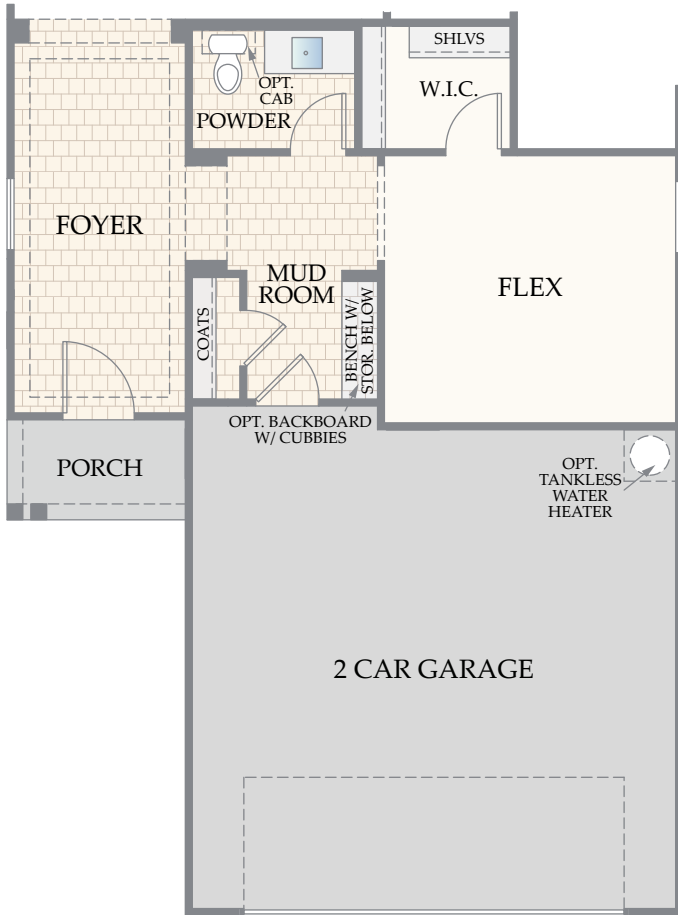 SHLVS
W.I.C.
OPT.
CAB
POWDER
FOYER
MUD
ROOM
FLEX
COATS
BENCH W/
STOR. BELOW
OPT. BACKBOARD
W/ CUBBIES
PORCH
OPT.
TANKLESS
WATER
HEATER
2 CAR GARAGE